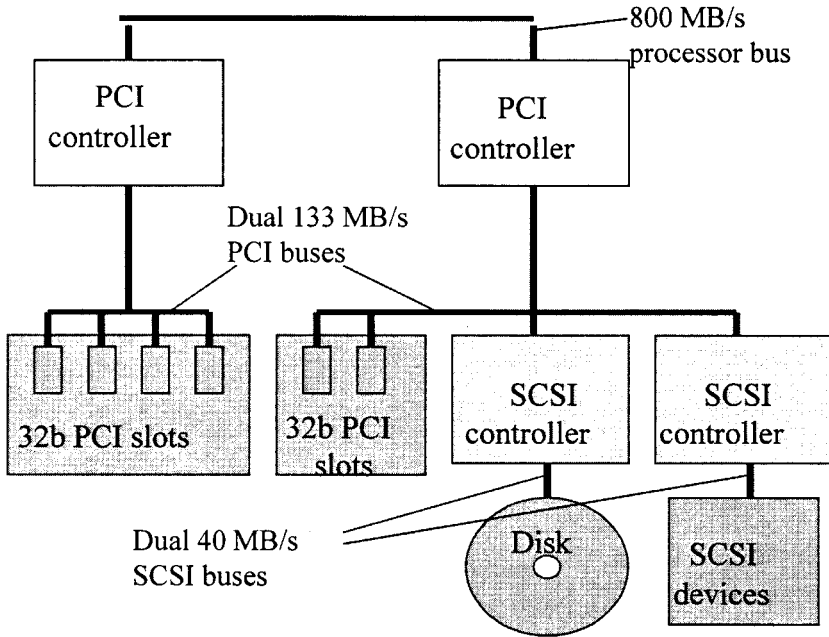 800 MB/s
processor bus
PCI
controller
PCI
controller
Dual 133 MB/s
PCI buses
32b PCI slots
32b PCI
slots
SCSI
controller
SCSI
controller
Dual 40 MB/s
SCSI buses
Disk
SCSI
devices